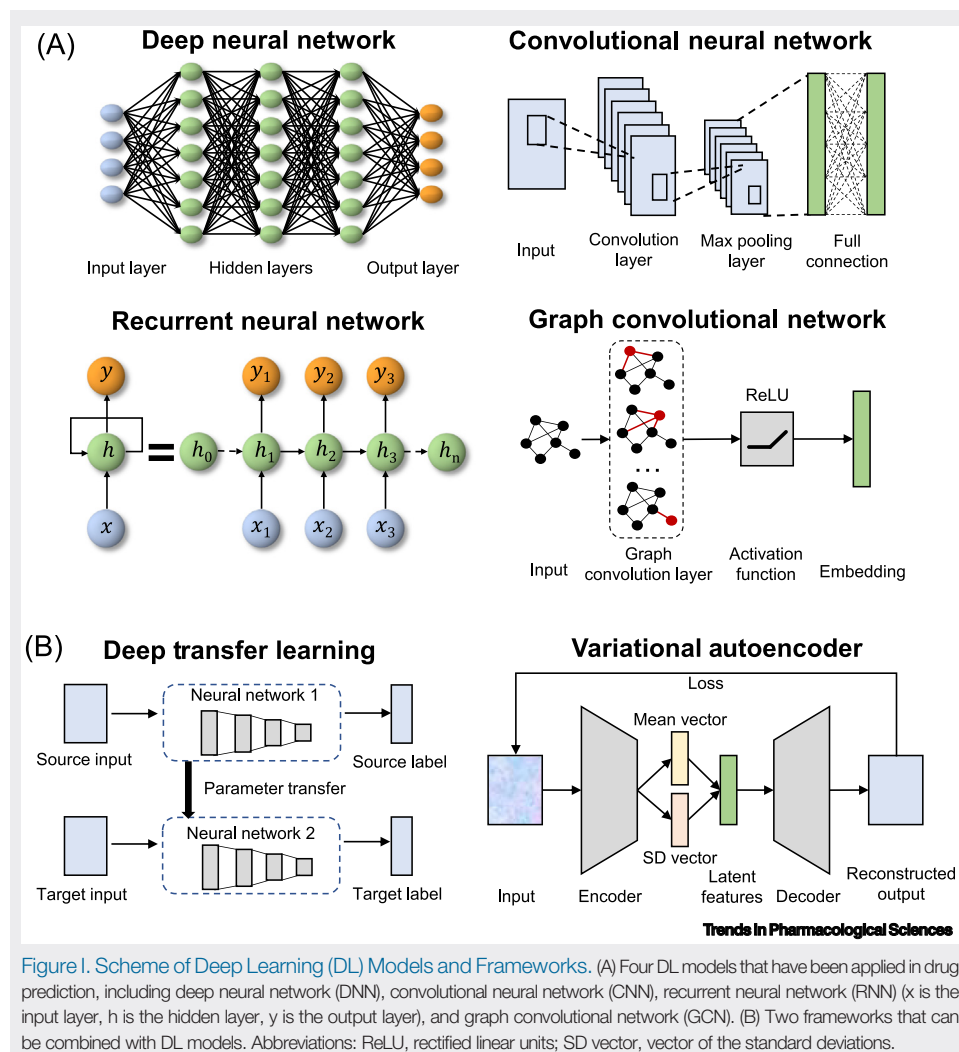 (A)
Deep neural network
Input layer
Hidden layers
Output layer
Convolutional neural network
Input
Convolution
layer
Max pooling
layer
Full
connection
Recurrent neural network
y
h
x
=
h0
y1
h1
x1
y2
h2
x2
y3
h3
x3
hn
Graph convolutional network
ReLU
...
Input
Graph
convolution layer
Activation
function
Embedding
(B)
Deep transfer learning
Neural network 1
Source input
Source label
Parameter transfer
Neural network 2
Target input
Target label
Variational autoencoder
Loss
Mean vector
SD vector
Input
Encoder
Latent
features
Decoder
Reconstructed
output
Trends in Pharmacological Sciences
Figure I. Scheme of Deep Learning (DL) Models and Frameworks. (A) Four DL models that have been applied in drug
prediction, including deep neural network (DNN), convolutional neural network (CNN), recurrent neural network (RNN) (x is the
input layer, h is the hidden layer, y is the output layer), and graph convolutional network (GCN). (B) Two frameworks that can
be combined with DL models. Abbreviations: ReLU, rectified linear units; SD vector, vector of the standard deviations.